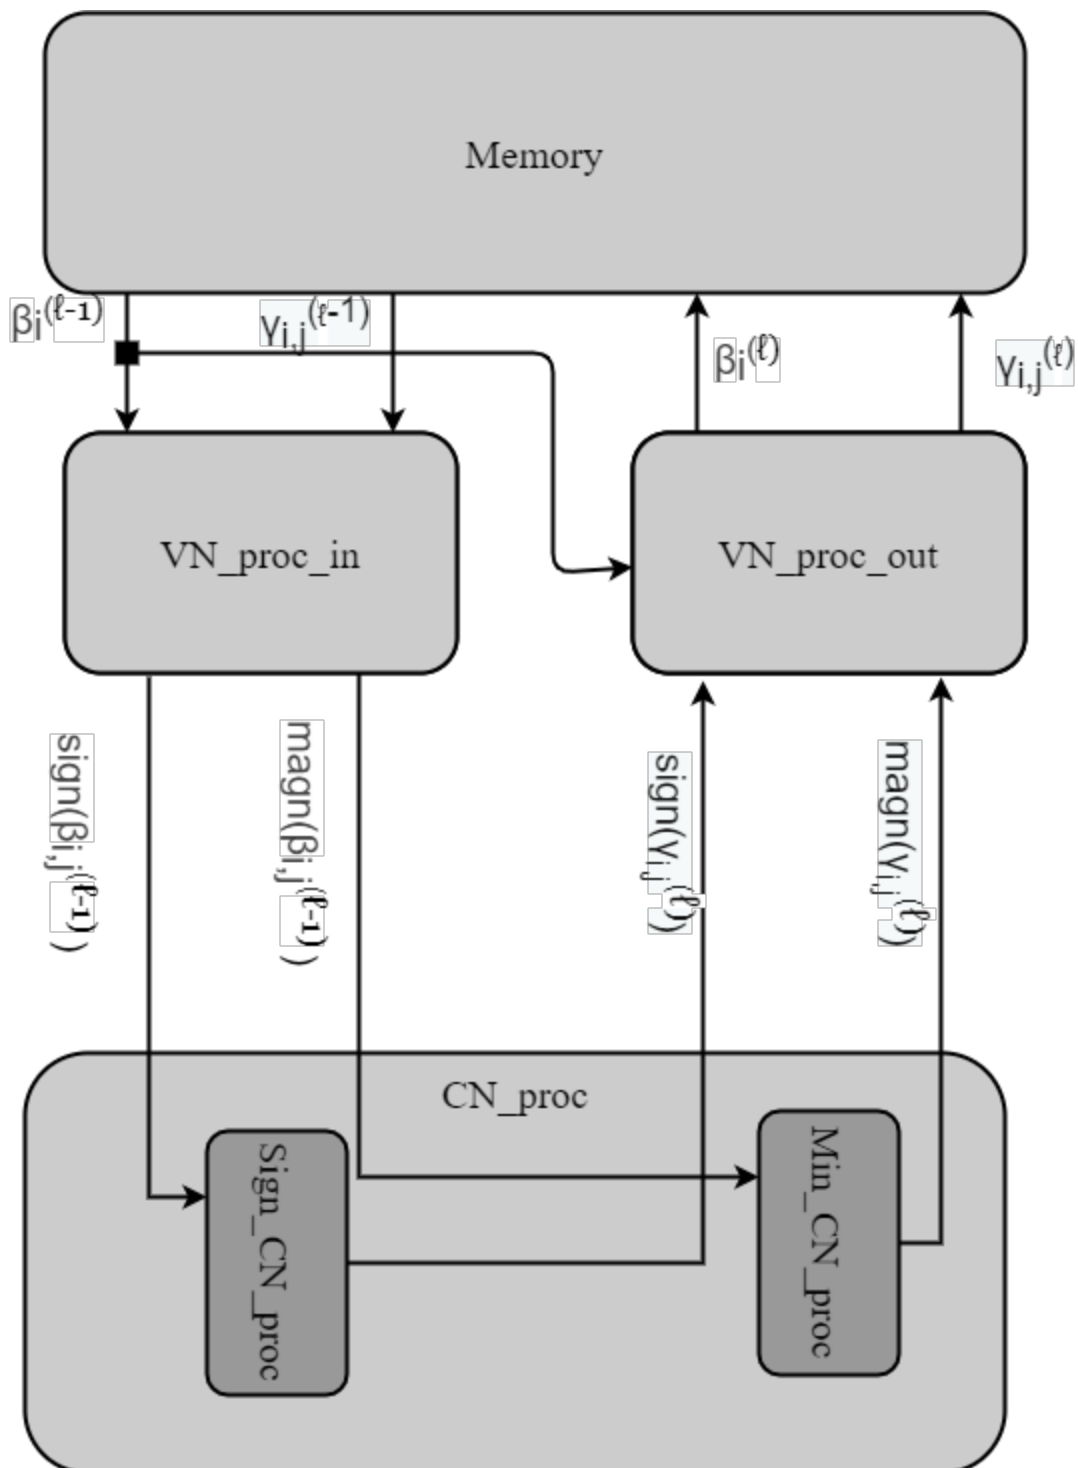 Memory
βi(ℓ-1)
γi,j(ℓ-1)
βi(ℓ)
γi,j(ℓ)
VN_proc_in
VN_proc_out
sign(βi,j(ℓ-1))
magn(βi,j(ℓ-1))
sign(γi,j(ℓ))
magn(γi,j(ℓ))
CN_proc
Sign_CN_proc
Min_CN_proc